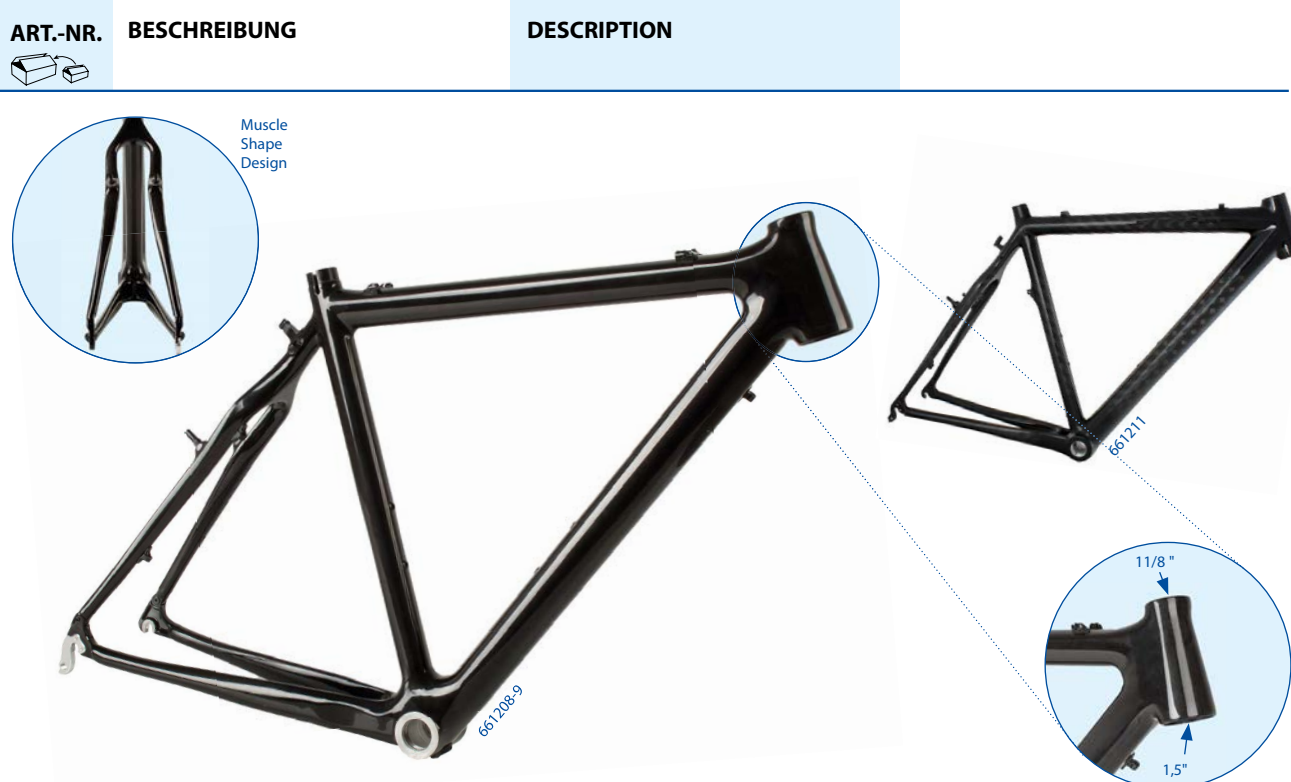 ART.-NR.
BESCHREIBUNG
DESCRIPTION
Muscle
Shape
Design
661211
11/8 "
661208-9
1,5"